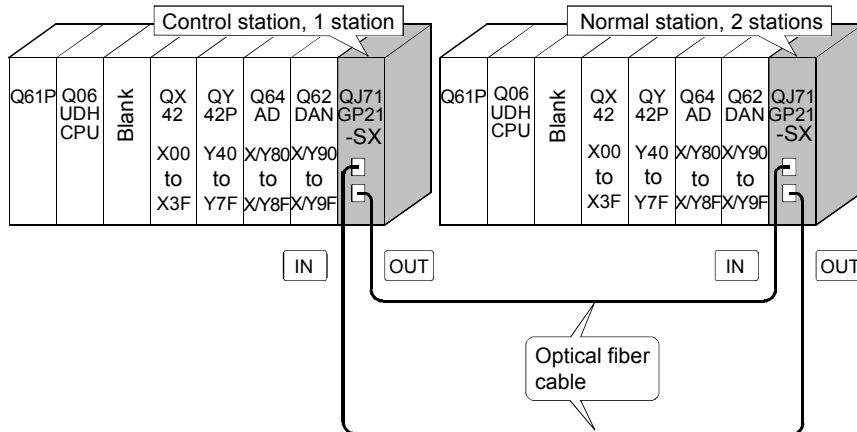 Control station, 1 station
Normal station, 2 stations
Q61P
Q06
UDH
CPU
Blank
QX
42
X00
to
X3F
QY
42P
Y40
to
Y7F
Q64
AD
X/Y80
to
X/Y8F
Q62
DAN
X/Y90
to
X/Y9F
QJ71
GP21
-SX
Q61P
Q06
UDH
CPU
Blank
QX
42
X00
to
X3F
QY
42P
Y40
to
Y7F
Q64
AD
X/Y80
to
X/Y8F
Q62
DAN
X/Y90
to
X/Y9F
QJ71
GP21
-SX
IN
OUT
IN
OUT
Optical fiber
cable